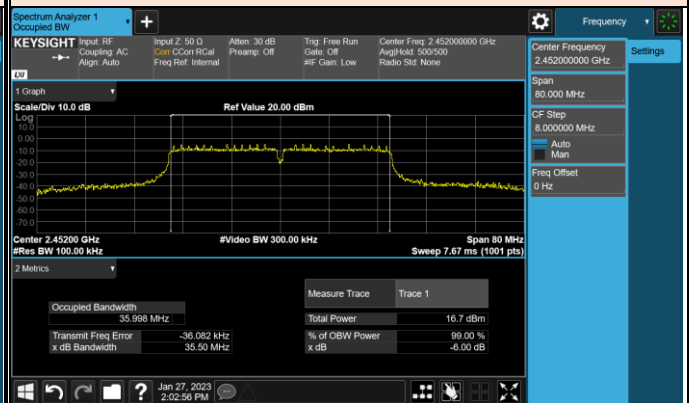 Spectrum Analyzer 1
Occupied BW
Frequency
KEYSIGHT
Input: RF
Coupling: AC
Align: Auto
Input Z: 50 Ω
Corr CCorr RCal
Freq Ref: Internal
Atten: 30 dB
Preamp: Off
Trig: Free Run
Gate: Off
#IF Gain: Low
Center Freq: 2.452000000 GHz
Avg|Hold: 500/500
Radio Std: None
LXI
1 Graph
Scale/Div 10.0 dB
Ref Value 20.00 dBm
Log
10.0
0.00
-10.0
-20.0
-30.0
-40.0
-50.0
-60.0
-70.0
Center 2.45200 GHz
#Res BW 100.00 kHz
#Video BW 300.00 kHz
Span 80 MHz
Sweep 7.67 ms (1001 pts)
2 Metrics
Occupied Bandwidth
35.998 MHz
Transmit Freq Error -36.082 kHz
x dB Bandwidth 35.50 MHz
Measure Trace Trace 1
Total Power 16.7 dBm
% of OBW Power 99.00 %
x dB -6.00 dB
Jan 27, 2023
2:02:56 PM
Center Frequency
2.452000000 GHz
Settings
Span
80.000 MHz
CF Step
8.000000 MHz
Auto
Man
Freq Offset
0 Hz